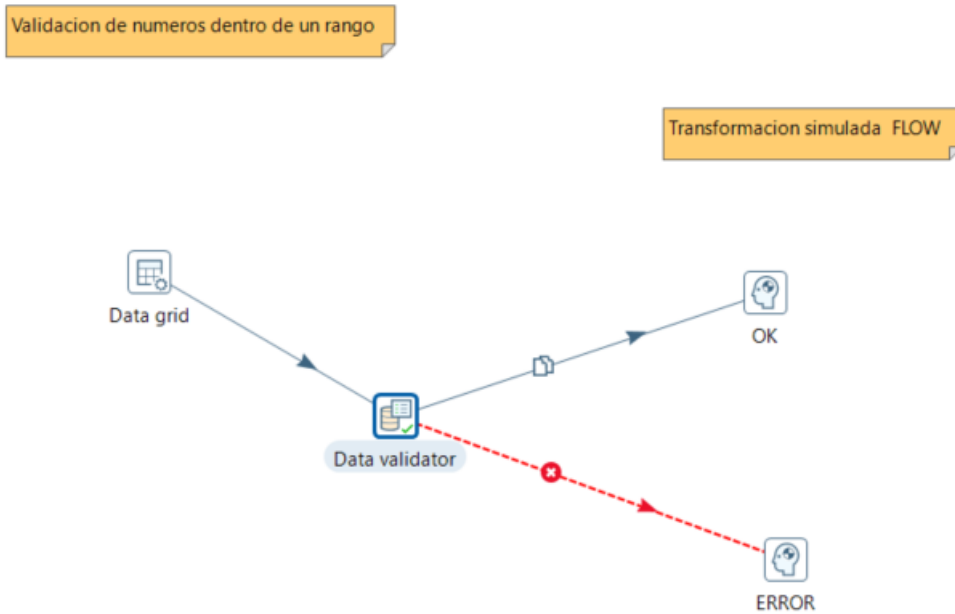 Validacion de numeros dentro de un rango
Transformacion simulada  FLOW
Data grid
OK
Data validator
ERROR